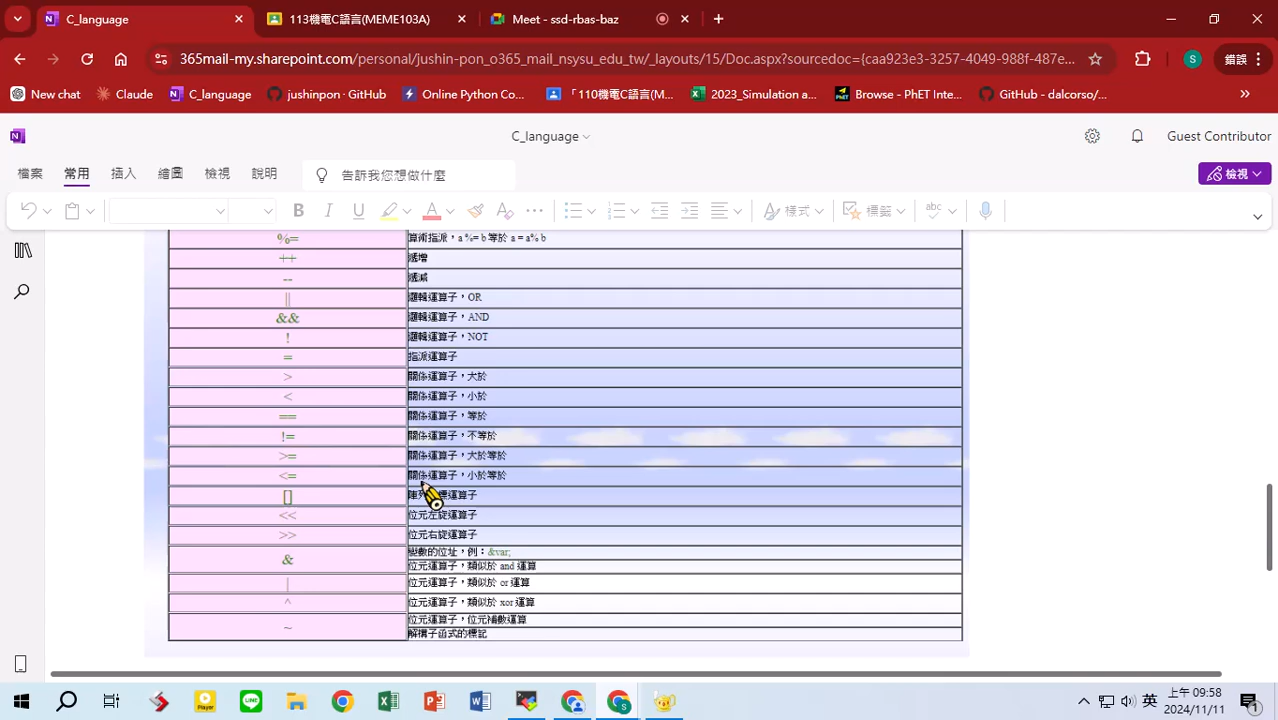 C_language
113機電C語言(MEME103A)
Meet - ssd-rbas-baz
365mail-my.sharepoint.com/personal/jushin-pon_o365_mail_nsysu_edu_tw/_layouts/15/Doc.aspx?sourcedoc={caa923e3-3257-4049-988f-487e...
S
錯誤
New chat
Claude
C_language
jushinpon · GitHub
Online Python Co...
「110機電C語言(M...
2023_Simulation a...
Browse - PhET Inte...
GitHub - dalcorso/...
C_language
Guest Contributor
檔案
常用
插入
繪圖
檢視
說明
告訴我您想做什麼
檢視
B
I
U
A
樣式
標籤
abc
%= 算術指派，a %= b 等於 a = a% b
++ 遞增
-- 遞減
|| 邏輯運算子，OR
&& 邏輯運算子，AND
! 邏輯運算子，NOT
= 指派運算子
> 關係運算子，大於
< 關係運算子，小於
== 關係運算子，等於
!= 關係運算子，不等於
>= 關係運算子，大於等於
<= 關係運算子，小於等於
[] 陣列 標運算子
<< 位元左旋運算子
>> 位元右旋運算子
& 變數的位址，例：&var;
位元運算子，類似於 and 運算
| 位元運算子，類似於 or 運算
^ 位元運算子，類似於 xor 運算
~ 位元運算子，位元補數運算
解構子函式的標記
Player
LINE
英
上午 09:58
2024/11/11
1